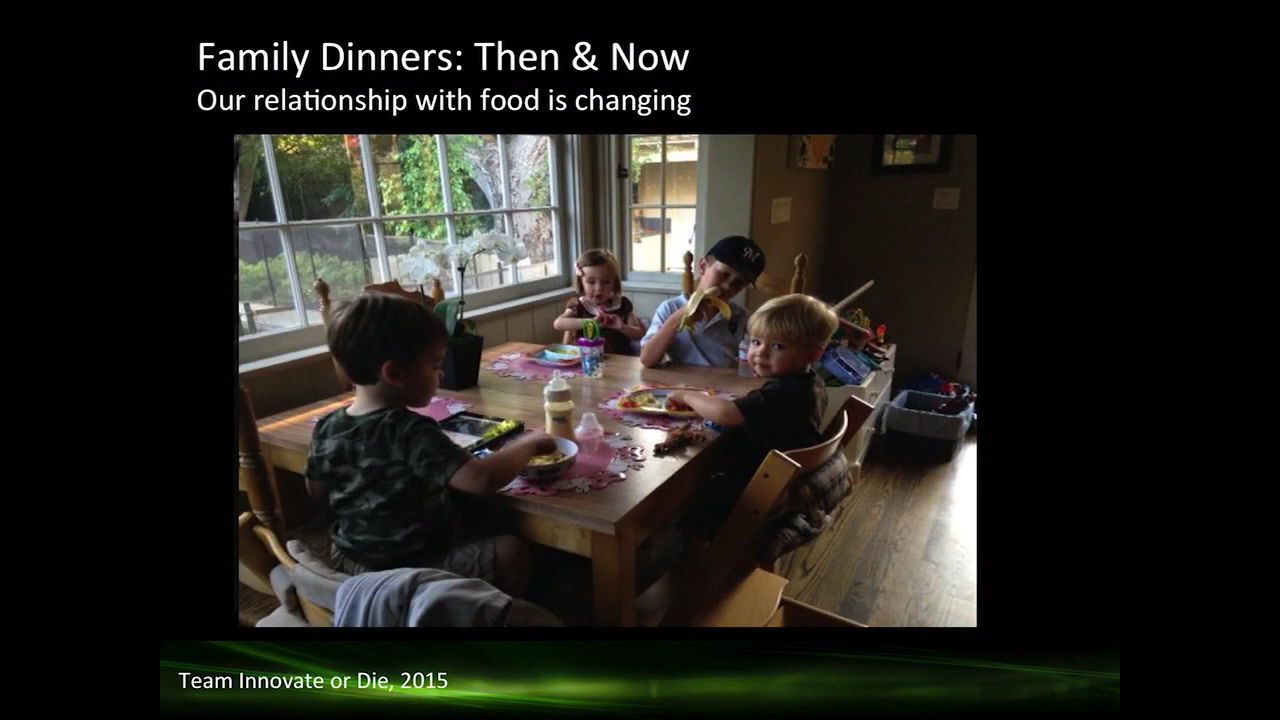 Family Dinners: Then & Now
Our relationship with food is changing
Team Innovate or Die, 2015